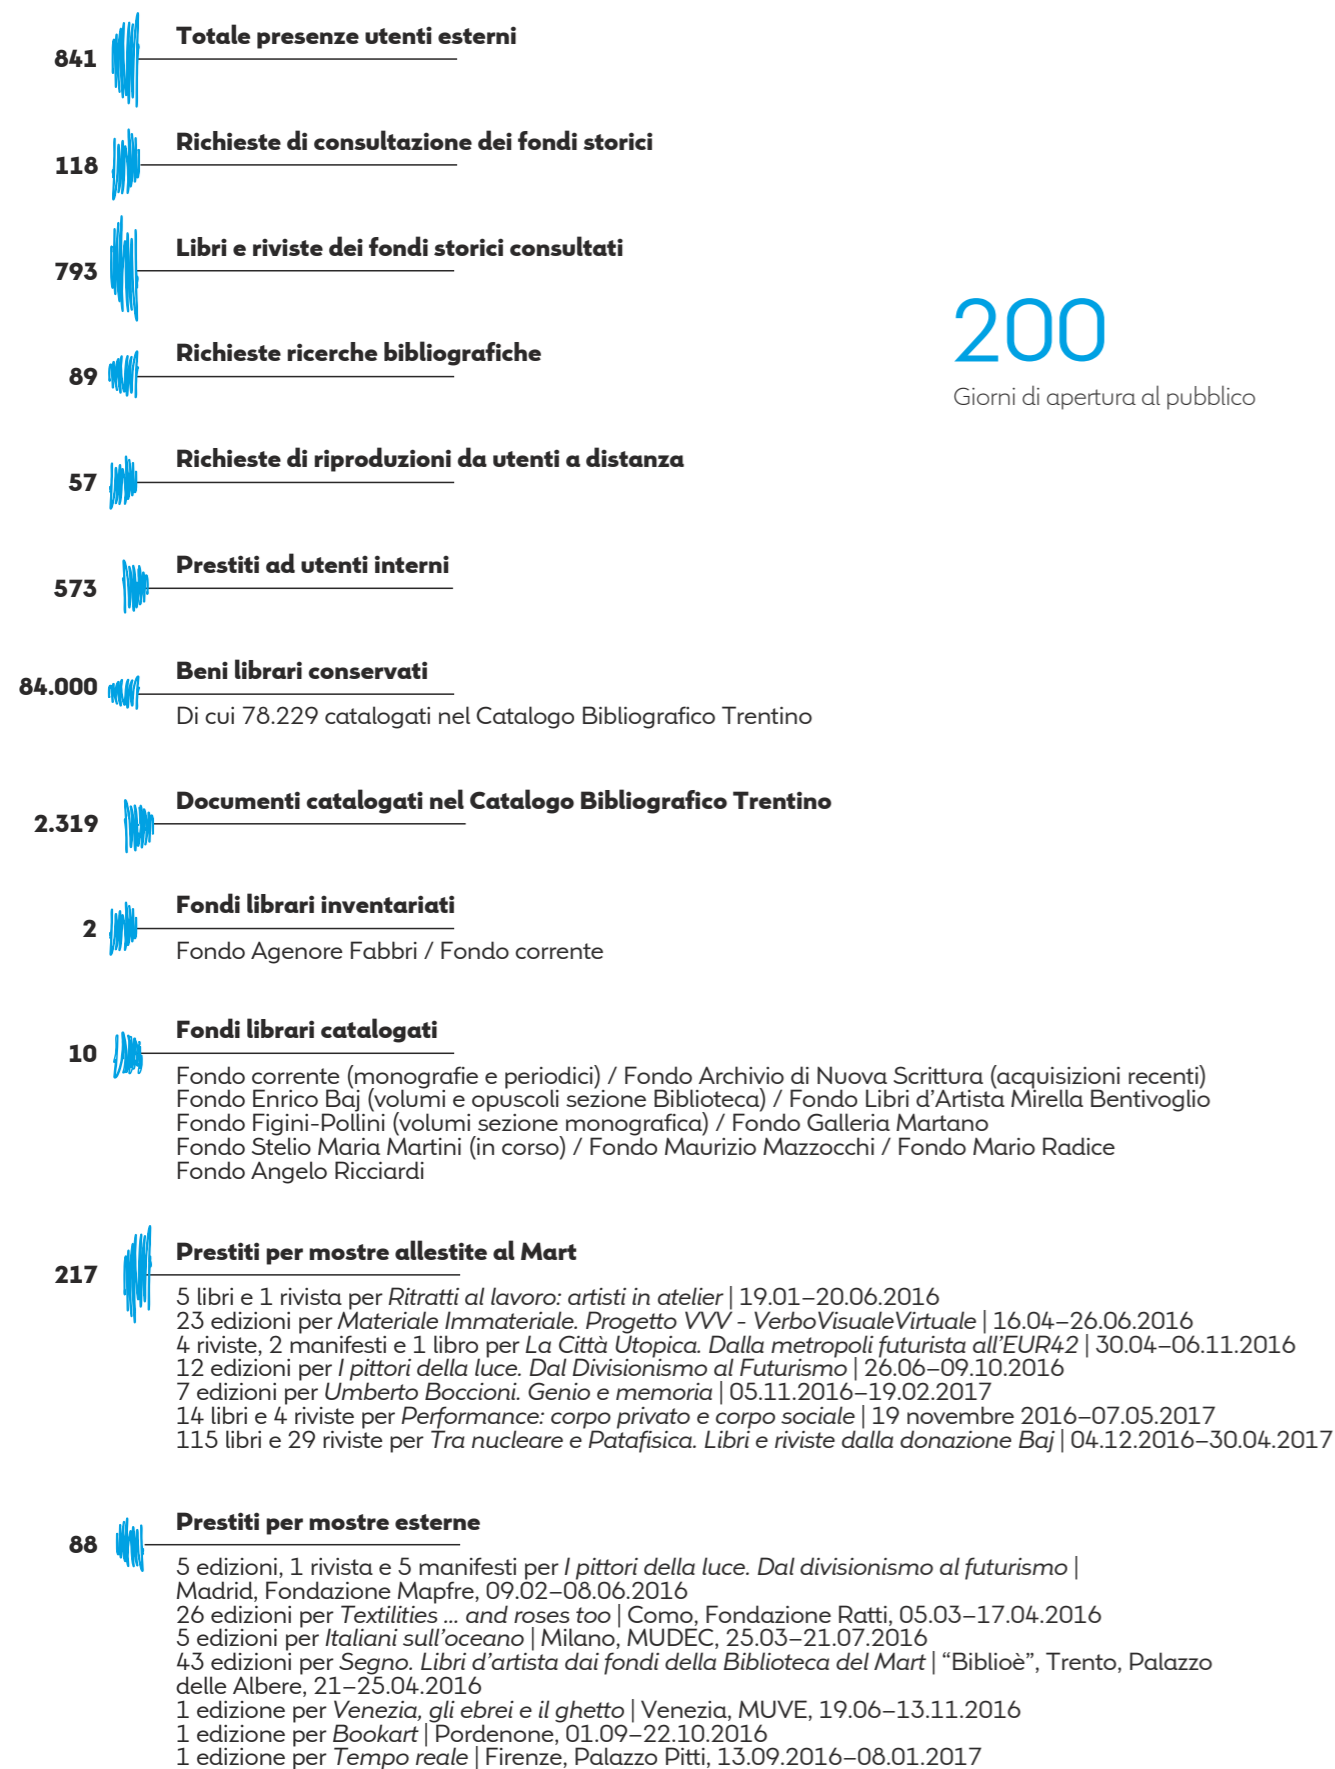 841
Totale presenze utenti esterni
118
Richieste di consultazione dei fondi storici
793
Libri e riviste dei fondi storici consultati
89
Richieste ricerche bibliografiche
200
Giorni di apertura al pubblico
57
Richieste di riproduzioni da utenti a distanza
573
Prestiti ad utenti interni
84.000
Beni librari conservati
Di cui 78.229 catalogati nel Catalogo Bibliografico Trentino
2.319
Documenti catalogati nel Catalogo Bibliografico Trentino
2
Fondi librari inventariati
Fondo Agenore Fabbri / Fondo corrente
10
Fondi librari catalogati
Fondo corrente (monografie e periodici) / Fondo Archivio di Nuova Scrittura (acquisizioni recenti)
Fondo Enrico Baj (volumi e opuscoli sezione Biblioteca) / Fondo Libri d'Artista Mirella Bentivoglio
Fondo Figini-Pollini (volumi sezione monografica) / Fondo Galleria Martano
Fondo Stelio Maria Martini (in corso) / Fondo Maurizio Mazzocchi / Fondo Mario Radice
Fondo Angelo Ricciardi
217
Prestiti per mostre allestite al Mart
5 libri e 1 rivista per Ritratti al lavoro: artisti in atelier | 19.01–20.06.2016
23 edizioni per Materiale Immateriale. Progetto VVV - VerboVisualeVirtuale | 16.04–26.06.2016
4 riviste, 2 manifesti e 1 libro per La Città Utopica. Dalla metropoli futurista all'EUR42 | 30.04–06.11.2016
12 edizioni per I pittori della luce. Dal Divisionismo al Futurismo | 26.06–09.10.2016
7 edizioni per Umberto Boccioni. Genio e memoria | 05.11.2016–19.02.2017
14 libri e 4 riviste per Performance: corpo privato e corpo sociale | 19 novembre 2016–07.05.2017
115 libri e 29 riviste per Tra nucleare e Patafisica. Libri e riviste dalla donazione Baj | 04.12.2016–30.04.2017
88
Prestiti per mostre esterne
5 edizioni, 1 rivista e 5 manifesti per I pittori della luce. Dal divisionismo al futurismo |
Madrid, Fondazione Mapfre, 09.02–08.06.2016
26 edizioni per Textilities ... and roses too | Como, Fondazione Ratti, 05.03–17.04.2016
5 edizioni per Italiani sull'oceano | Milano, MUDEC, 25.03–21.07.2016
43 edizioni per Segno. Libri d'artista dai fondi della Biblioteca del Mart | “Biblioè”, Trento, Palazzo
delle Albere, 21–25.04.2016
1 edizione per Venezia, gli ebrei e il ghetto | Venezia, MUVE, 19.06–13.11.2016
1 edizione per Bookart | Pordenone, 01.09–22.10.2016
1 edizione per Tempo reale | Firenze, Palazzo Pitti, 13.09.2016–08.01.2017